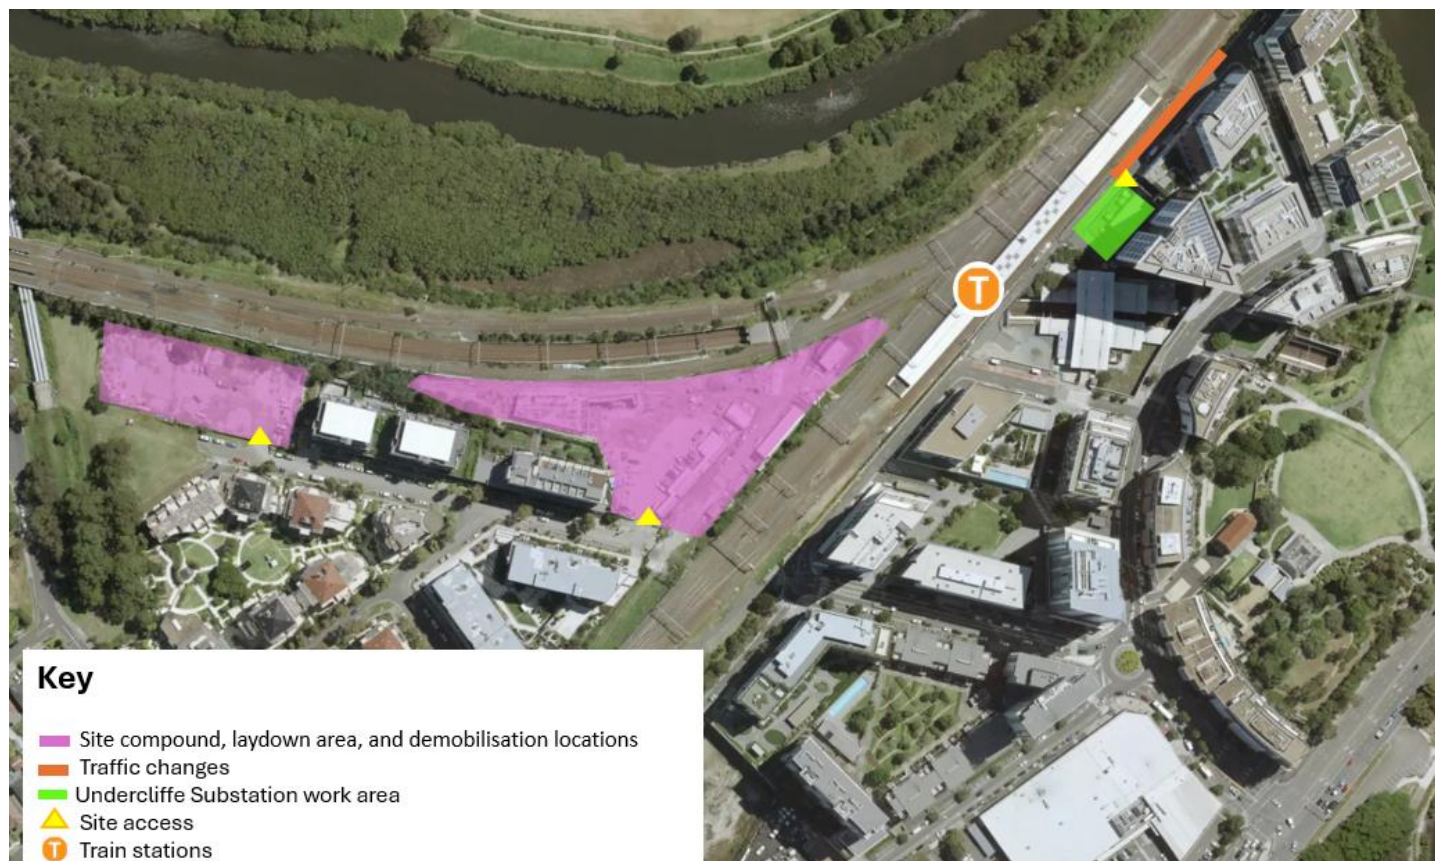 T
Key
Site compound, laydown area, and demobilisation locations
Traffic changes
Undercliffe Substation work area
Site access
T Train stations